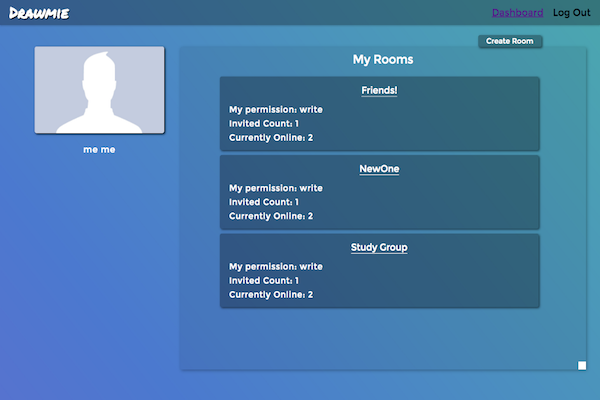 Drawmie
Dashboard Log Out
Create Room
My Rooms
me me
Friends!
My permission: write
Invited Count: 1
Currently Online: 2
NewOne
My permission: write
Invited Count: 1
Currently Online: 2
Study Group
My permission: write
Invited Count: 1
Currently Online: 2